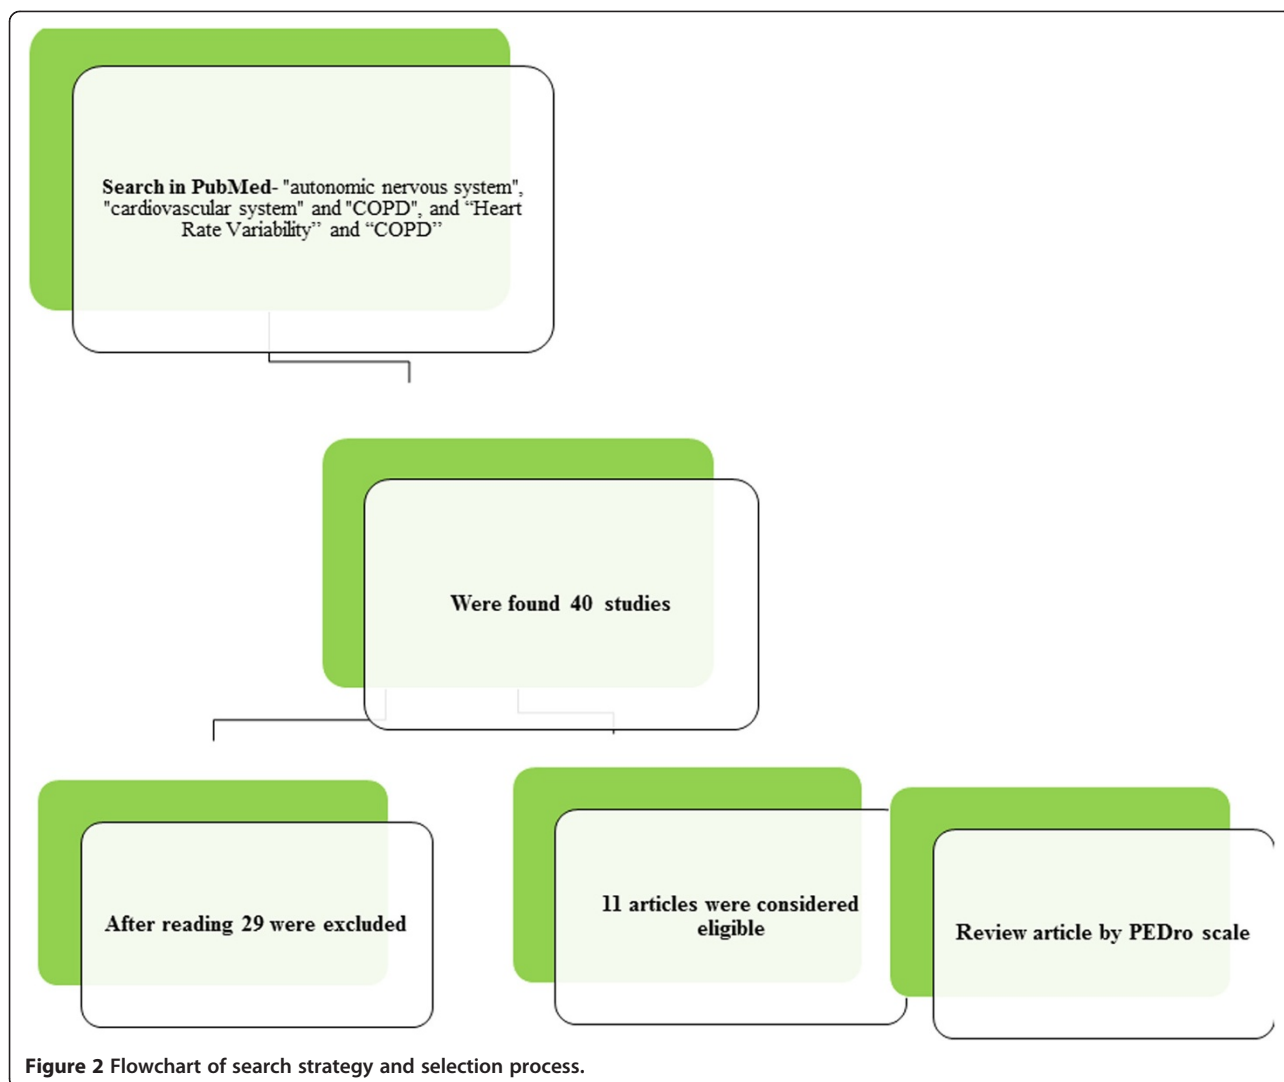 Search in PubMed- "autonomic nervous system",
"cardiovascular system" and "COPD", and “Heart
Rate Variability” and “COPD”
Were found 40 studies
After reading 29 were excluded
11 articles were considered
eligible
Review article by PEDro scale
Figure 2 Flowchart of search strategy and selection process.